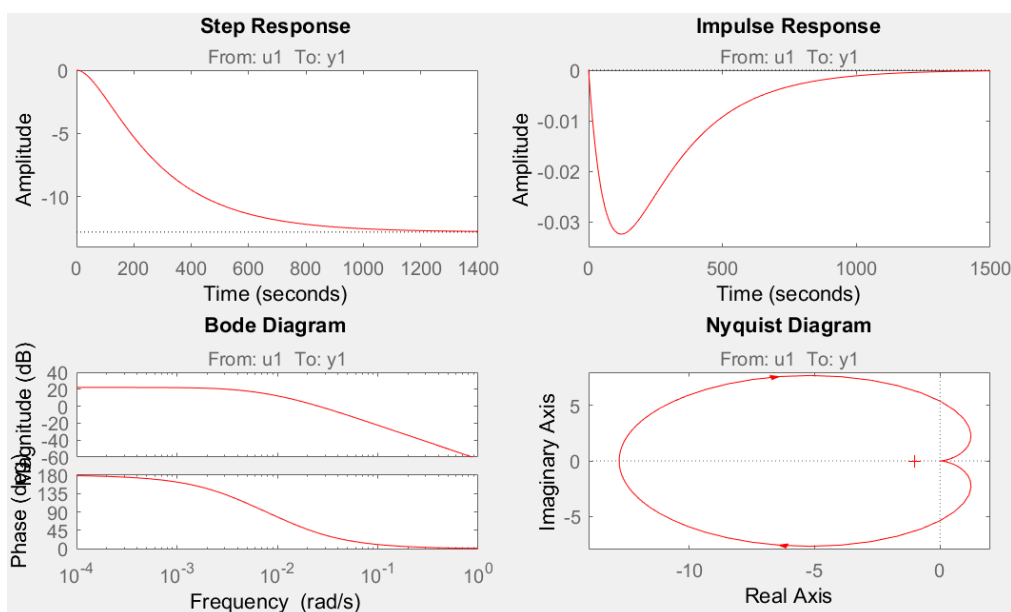 Step Response
From: u1 To: y1
Amplitude
0
-5
-10
0 200 400 600 800 1000 1200 1400
Time (seconds)
Impulse Response
From: u1 To: y1
Amplitude
0
-0.01
-0.02
-0.03
0 500 1000 1500
Time (seconds)
Bode Diagram
From: u1 To: y1
Magnitude (dB)
40
20
0
-20
-40
-60
Phase (deg)
180
135
90
45
0
10^-4 10^-3 10^-2 10^-1 10^0
Frequency (rad/s)
Nyquist Diagram
From: u1 To: y1
Imaginary Axis
5
0
-5
-10 -5 0
Real Axis